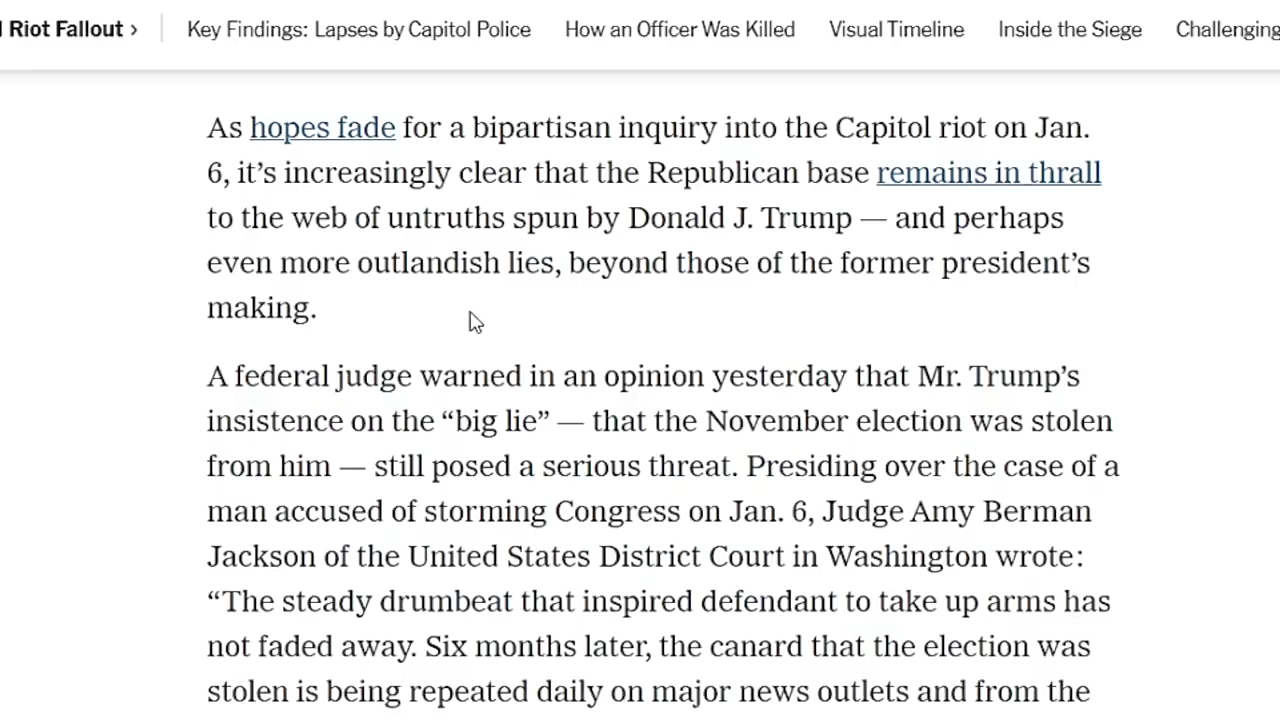 Riot Fallout ›
Key Findings: Lapses by Capitol Police
How an Officer Was Killed
Visual Timeline
Inside the Siege
Challenging
As hopes fade for a bipartisan inquiry into the Capitol riot on Jan.
6, it’s increasingly clear that the Republican base remains in thrall
to the web of untruths spun by Donald J. Trump — and perhaps
even more outlandish lies, beyond those of the former president’s
making.
A federal judge warned in an opinion yesterday that Mr. Trump’s
insistence on the “big lie” — that the November election was stolen
from him — still posed a serious threat. Presiding over the case of a
man accused of storming Congress on Jan. 6, Judge Amy Berman
Jackson of the United States District Court in Washington wrote:
“The steady drumbeat that inspired defendant to take up arms has
not faded away. Six months later, the canard that the election was
stolen is being repeated daily on major news outlets and from the